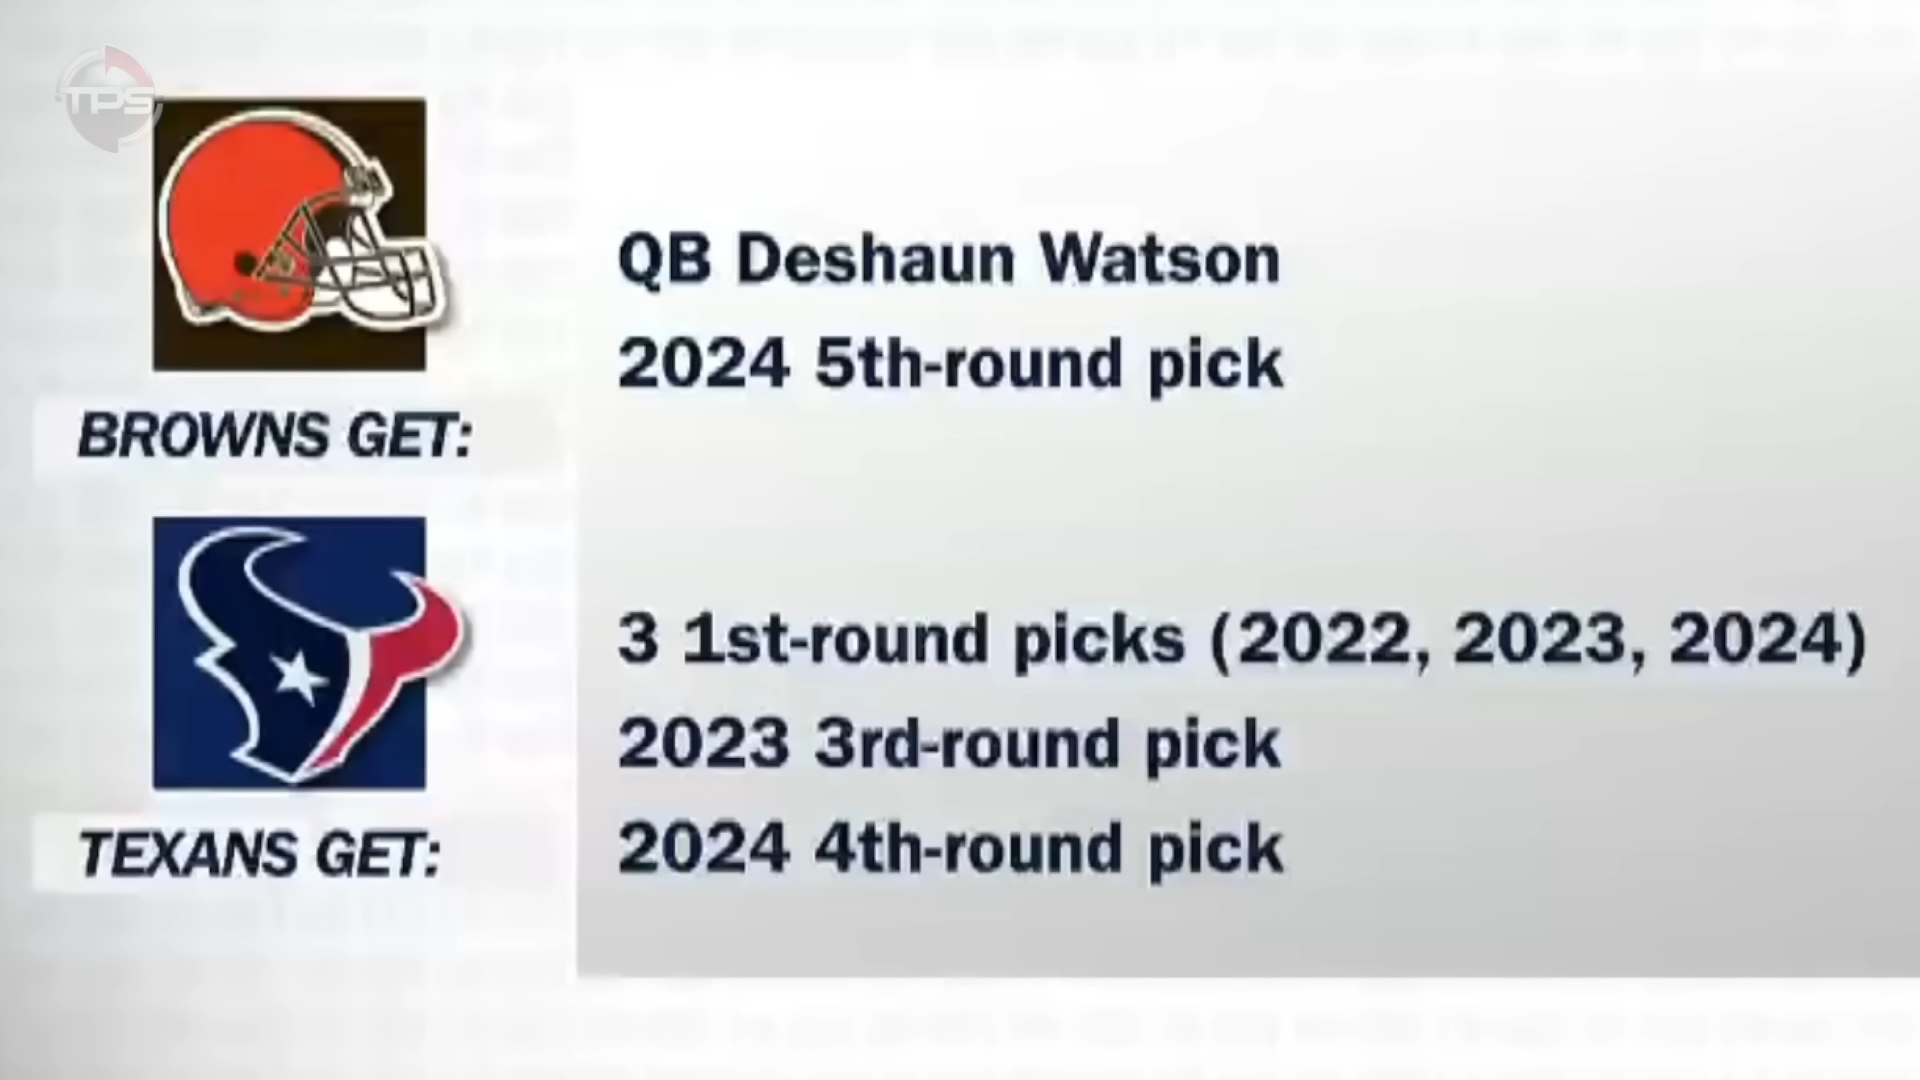 TPS
QB Deshaun Watson
2024 5th-round pick
BROWNS GET:
3 1st-round picks (2022, 2023, 2024)
2023 3rd-round pick
2024 4th-round pick
TEXANS GET: